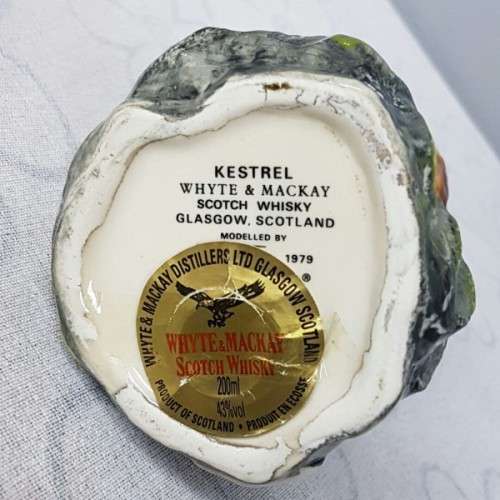 KESTREL
WHYTE & MACKAY
SCOTCH WHISKY
GLASGOW, SCOTLAND
MODELLED BY
1979
®
WHYTE & MACKAY DISTILLERS LTD GLASGOW SCOTLAND
WHYTE & MACKAY
SCOTCH WHISKY
200ml
43%vol
PRODUCT OF SCOTLAND • PRODUIT EN ECOSSE